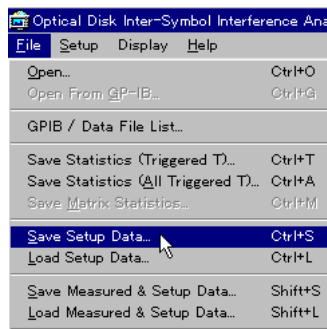 Optical Disk Inter-Symbol Interference Ana
File Setup Display Help
Open... Ctrl+O
Open From GP-IB... Ctrl+G
GPIB / Data File List...
Save Statistics (Triggered T)... Ctrl+T
Save Statistics (All Triggered T)... Ctrl+A
Save Matrix Statistics... Ctrl+M
Save Setup Data... Ctrl+S
Load Setup Data... Ctrl+L
Save Measured & Setup Data... Shift+S
Load Measured & Setup Data... Shift+L